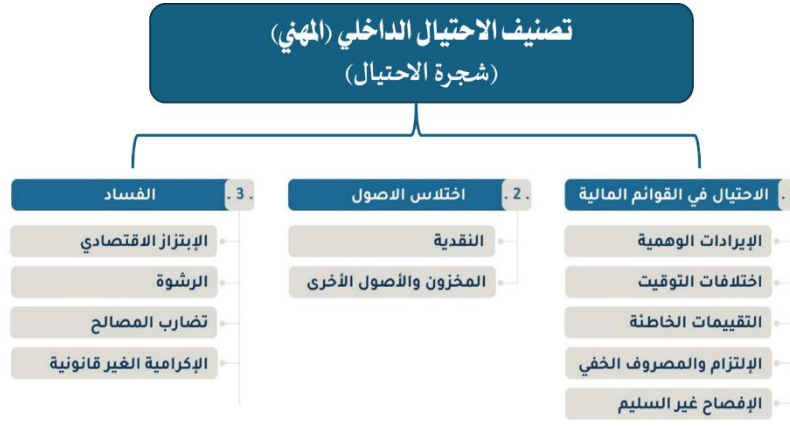 تصنيف الاحتيال الداخلي (المهني)
(شجرة الاحتيال)
الاحتيال في القوائم المالية
الإيرادات الوهمية
اختلافات التوقيت
التقييمات الخاطئة
الإلتزام والمصروف الخفي
الإفصاح غير السليم
.2. اختلاس الاصول
النقدية
المخزون والأصول الأخرى
.3. الفساد
الإبتزاز الاقتصادي
الرشوة
تضارب المصالح
الإكرامية الغير قانونية